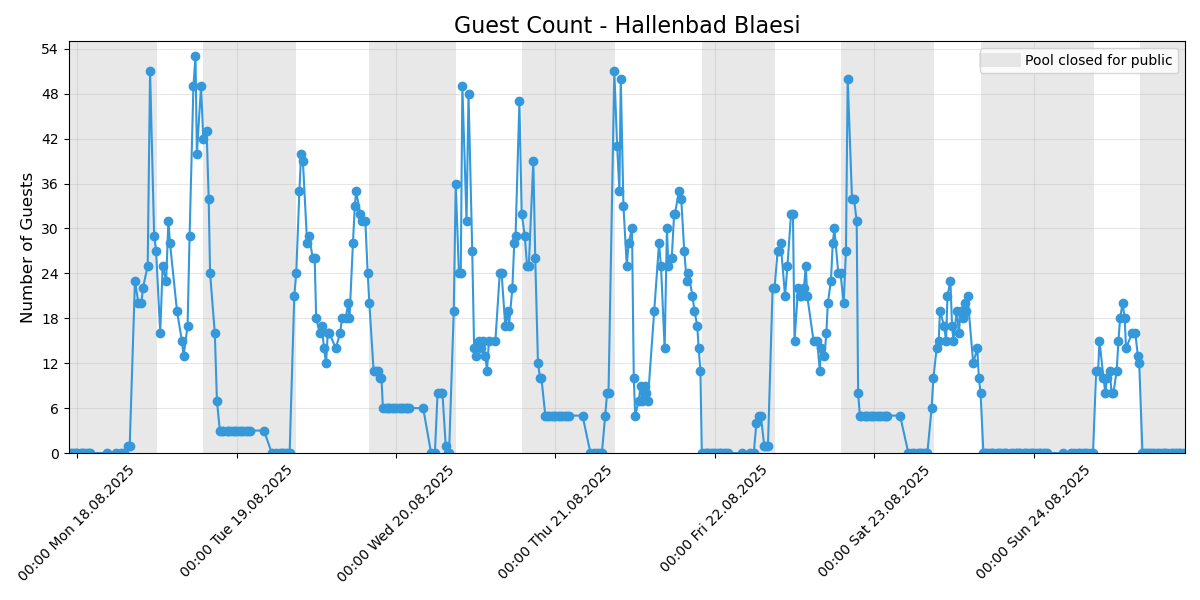 Guest Count - Hallenbad Blaesi
Pool closed for public
Number of Guests
54
48
42
36
30
24
18
12
6
0
00:00 Mon 18.08.2025
00:00 Tue 19.08.2025
00:00 Wed 20.08.2025
00:00 Thu 21.08.2025
00:00 Fri 22.08.2025
00:00 Sat 23.08.2025
00:00 Sun 24.08.2025